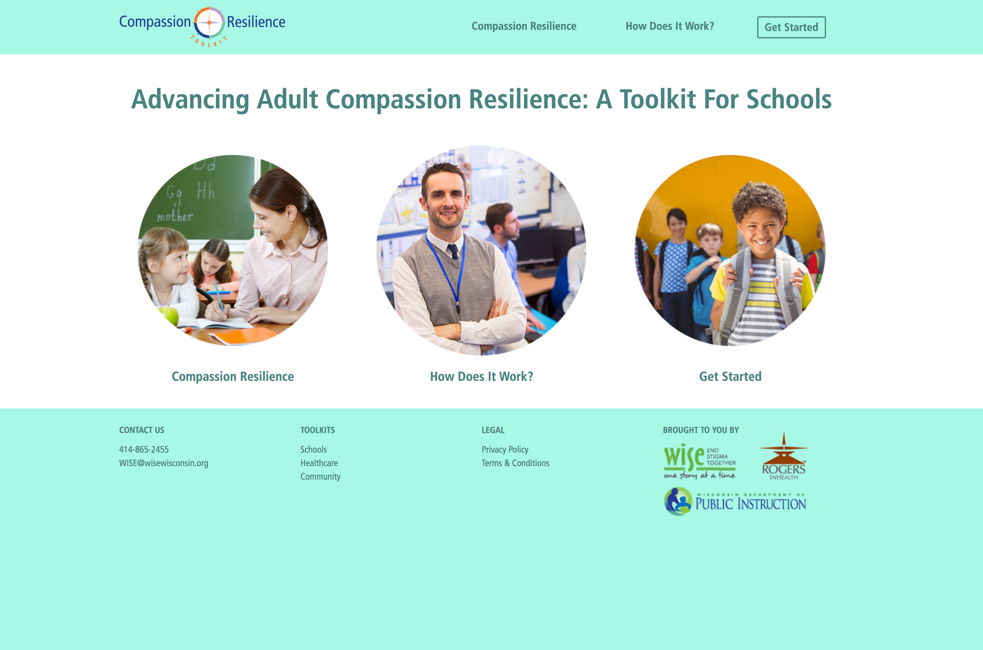 Compassion Resilience
TOOLKIT
Compassion Resilience
How Does It Work?
Get Started
Advancing Adult Compassion Resilience: A Toolkit For Schools
Gg Hh
mother
Compassion Resilience
How Does It Work?
Get Started
CONTACT US
414-865-2455
WISE@wisewisconsin.org
TOOLKITS
Schools
Healthcare
Community
LEGAL
Privacy Policy
Terms & Conditions
BROUGHT TO YOU BY
wise END STIGMA TOGETHER
one story at a time
ROGERS
INHEALTH
WISCONSIN DEPARTMENT OF
PUBLIC INSTRUCTION